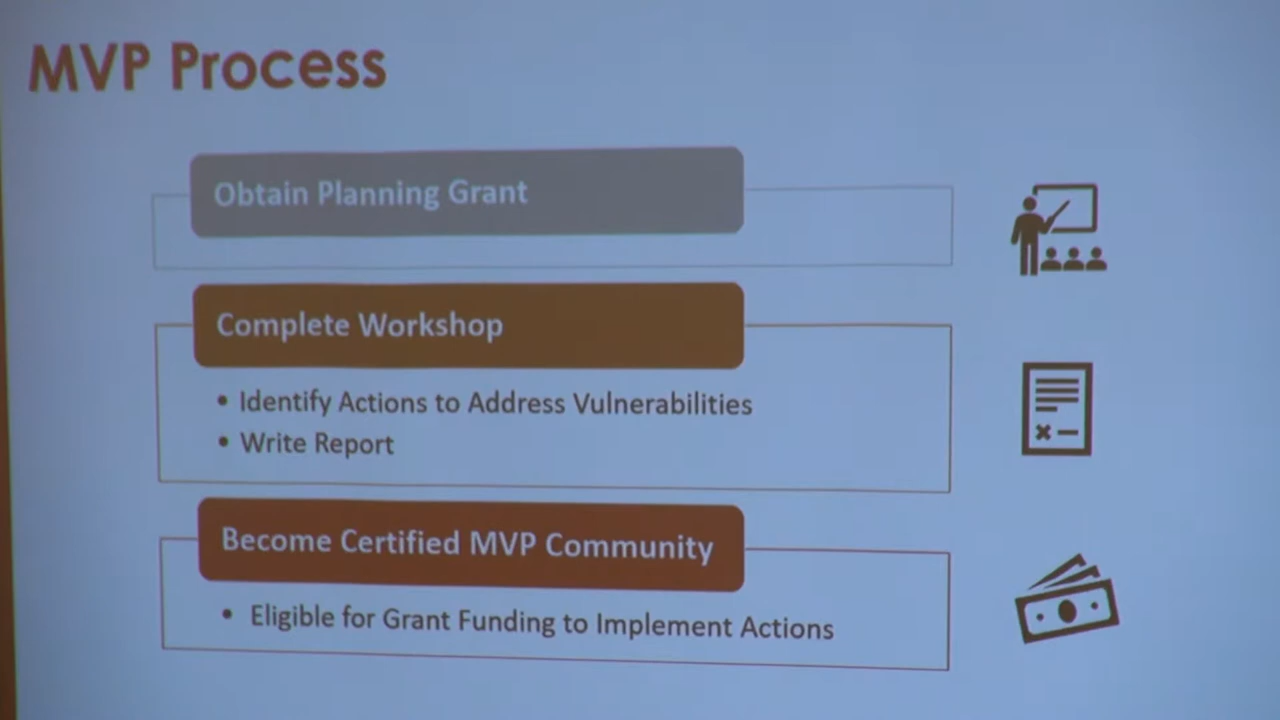 MVP Process
Obtain Planning Grant
Complete Workshop
• Identify Actions to Address Vulnerabilities
• Write Report
Become Certified MVP Community
• Eligible for Grant Funding to Implement Actions